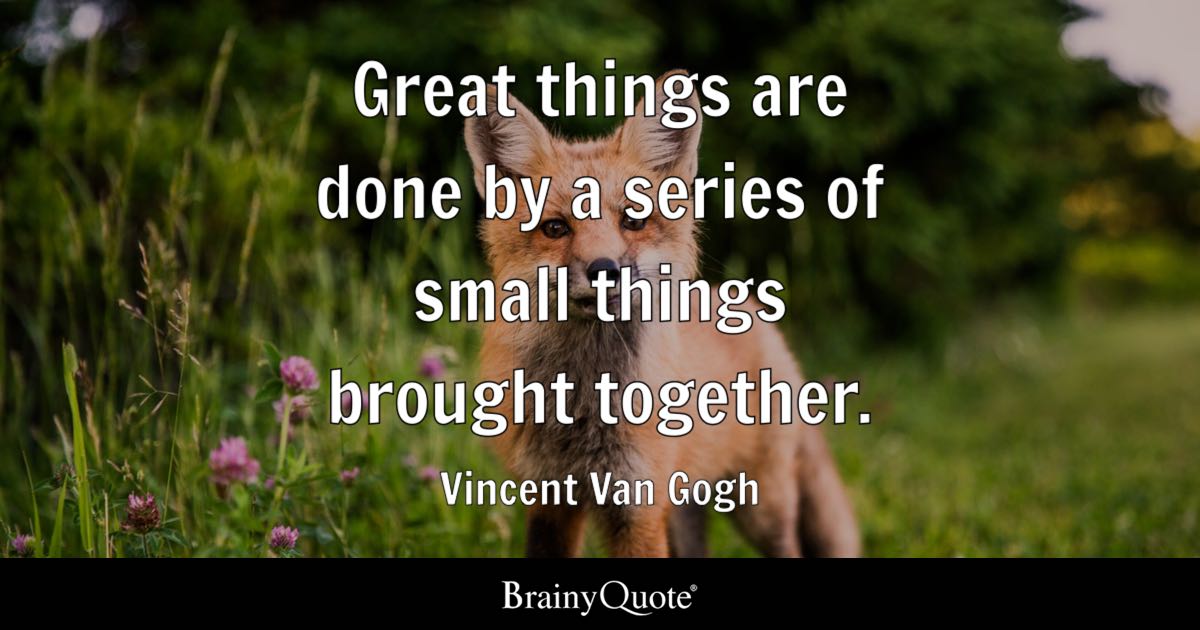 Great things are
done by a series of
small things
brought together.
Vincent Van Gogh
BrainyQuote®